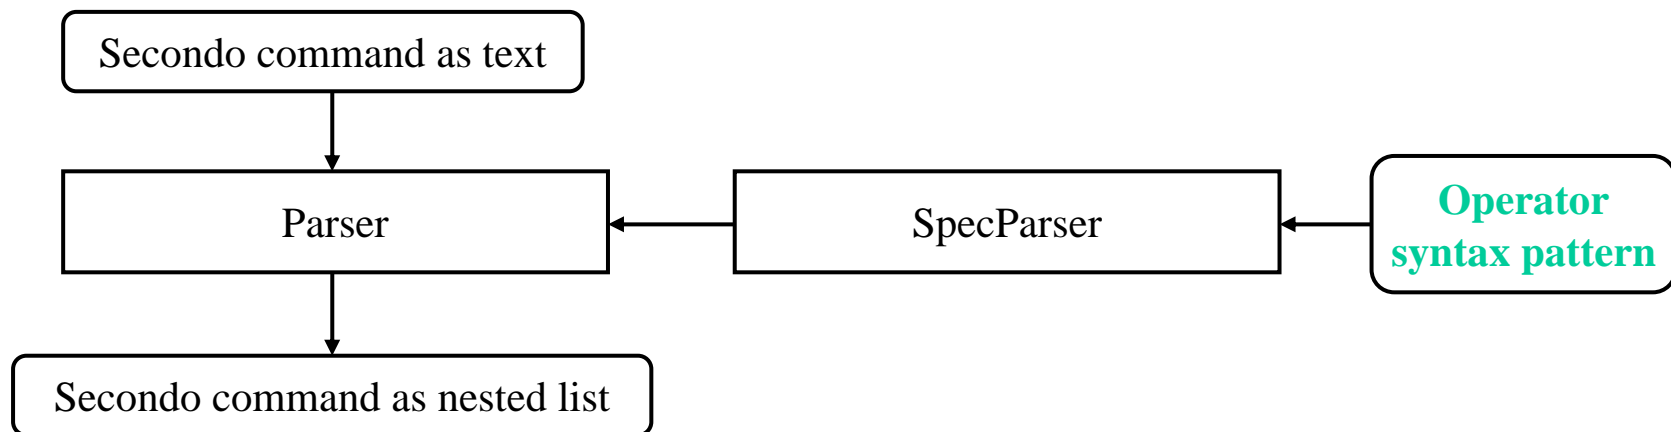 Secondo command as text
Parser
SpecParser
Operator
syntax pattern
Secondo command as nested list